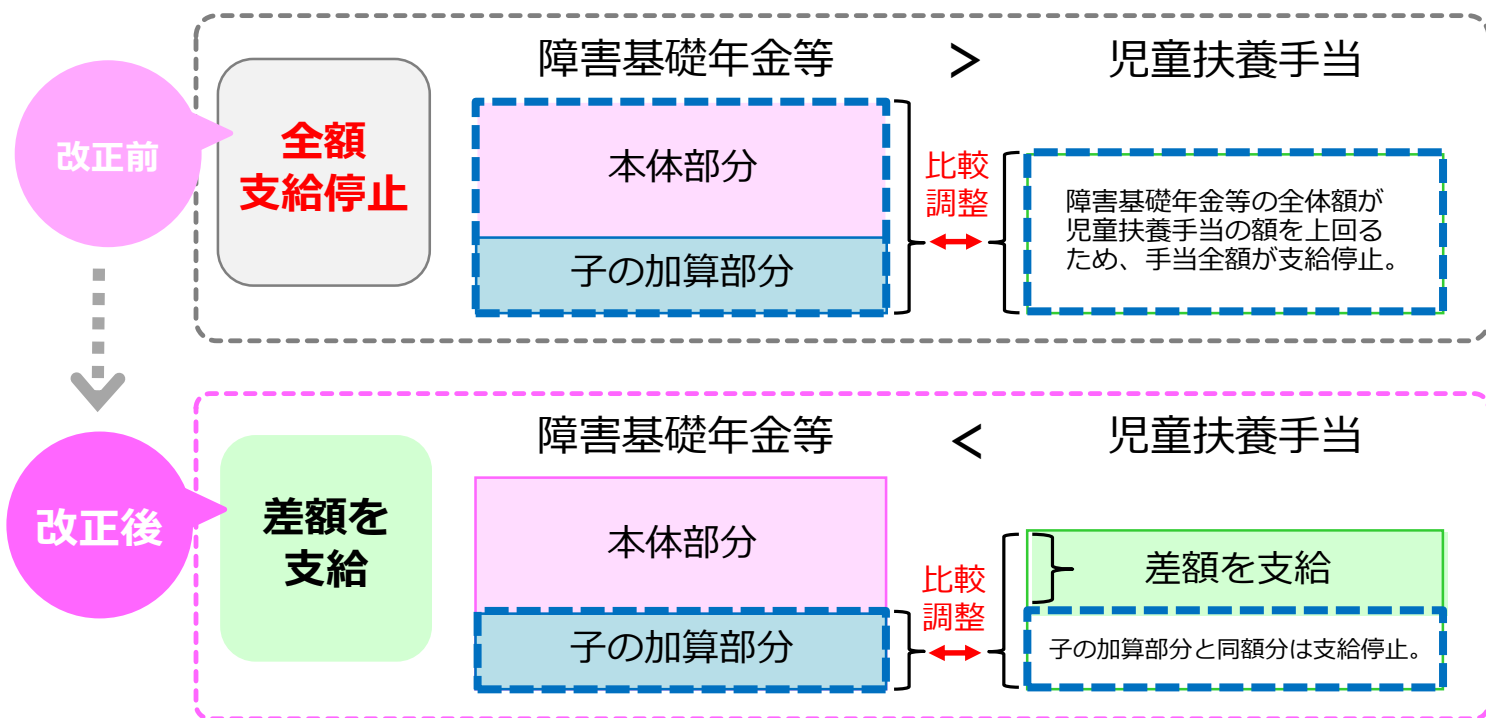 改正前
全額
支給停止
障害基礎年金等 > 児童扶養手当
本体部分
子の加算部分
比較
調整
障害基礎年金等の全体額が
児童扶養手当の額を上回る
ため、手当全額が支給停止。
改正後
差額を
支給
障害基礎年金等 < 児童扶養手当
本体部分
子の加算部分
比較
調整
差額を支給
子の加算部分と同額分は支給停止。